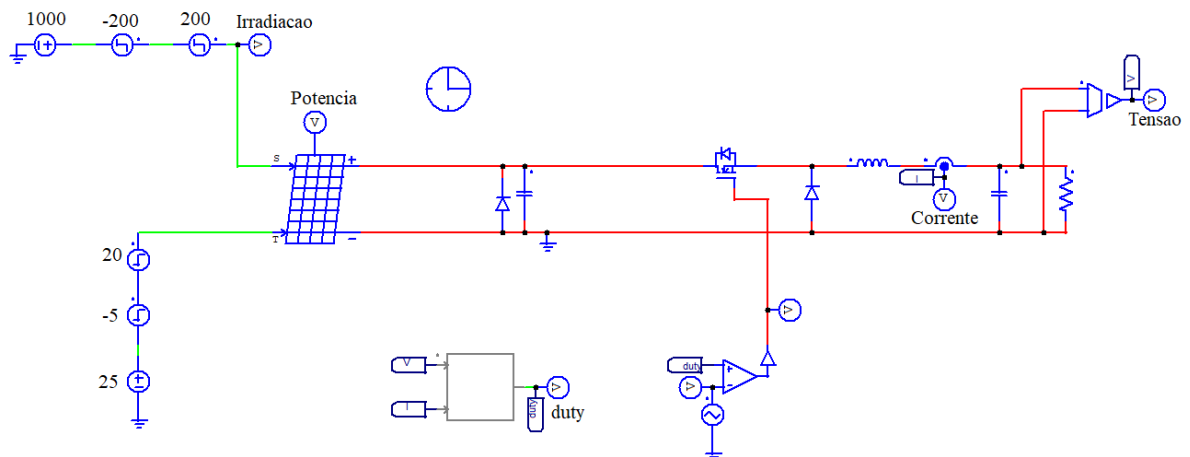 1000
-200
200
Irradiacao
V
Potencia
V
V
V
Tensao
S
+
I
V
Corrente
T
-
20
-5
V
V
duty
+
V
-
25
V
duty
I
duty